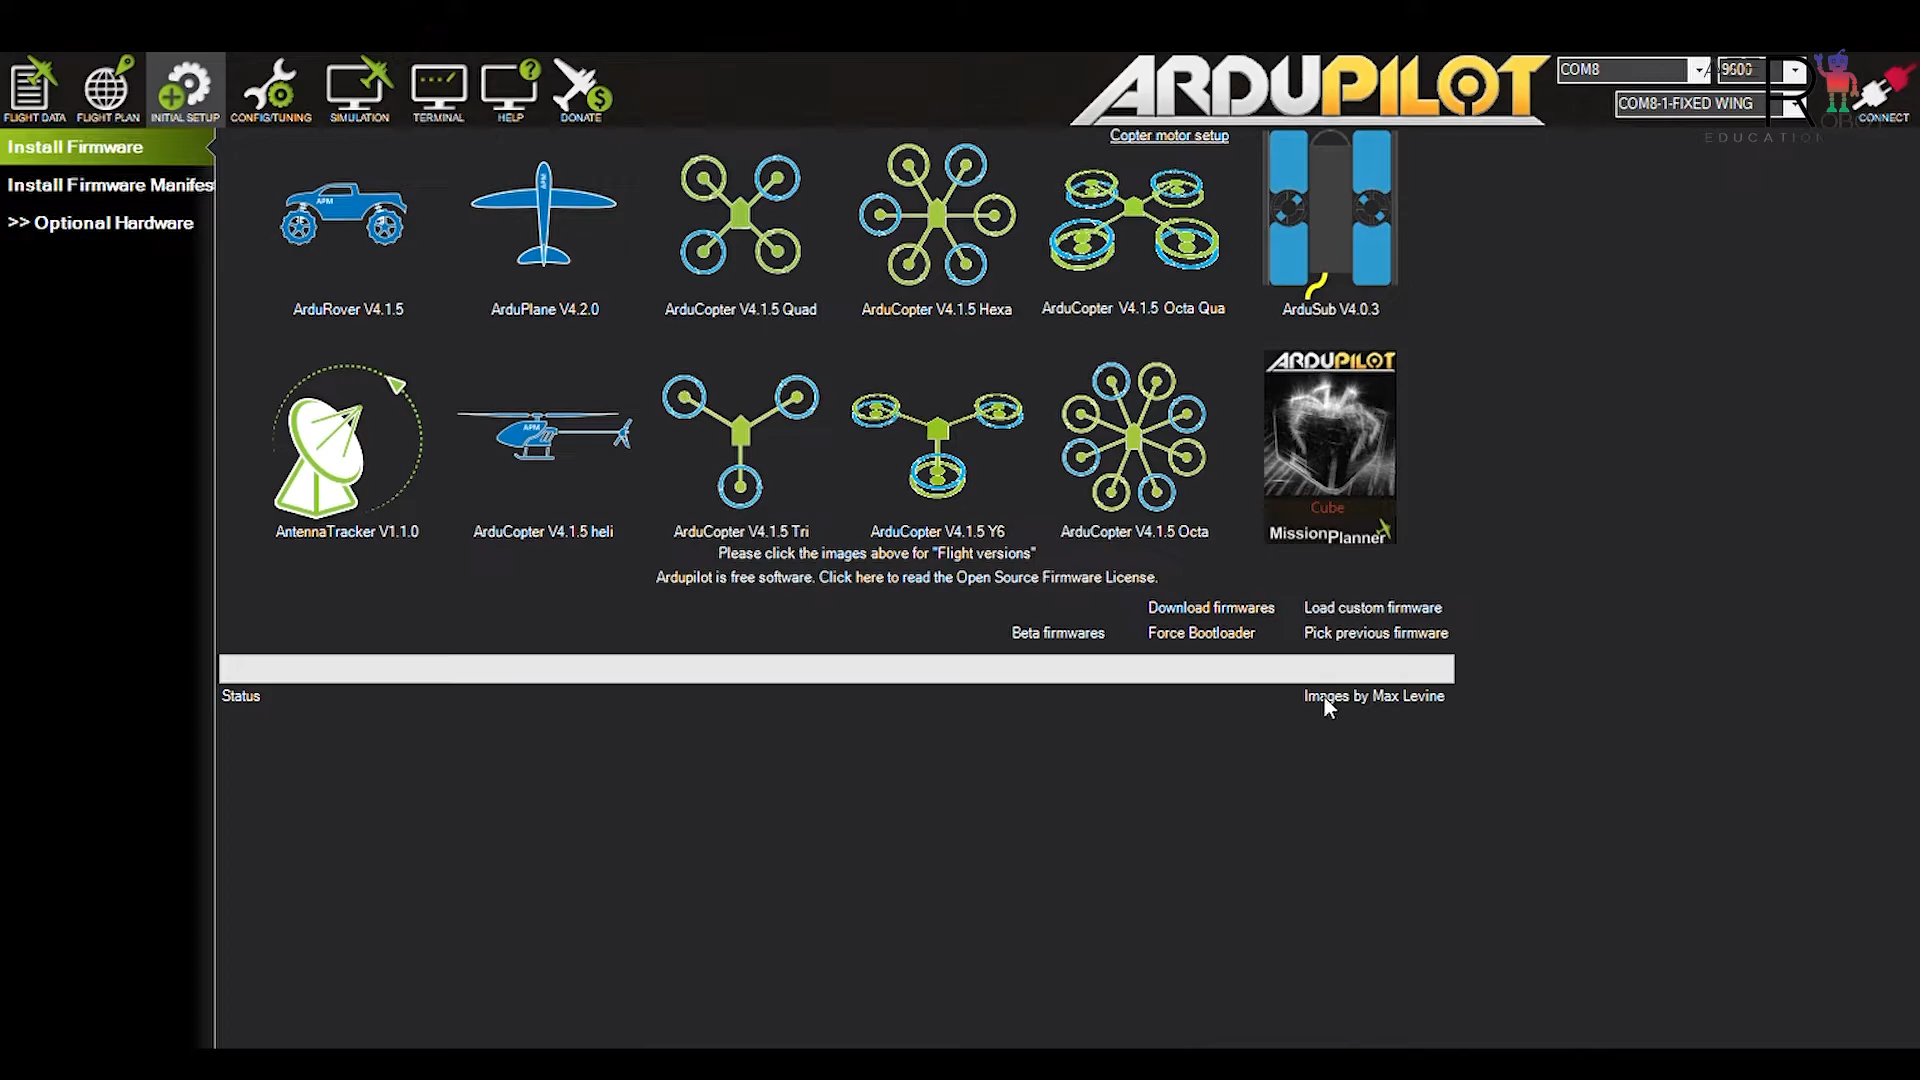 FLIGHT DATA
FLIGHT PLAN
INITIAL SETUP
CONFIG/TUNING
SIMULATION
TERMINAL
HELP
DONATE
ARDUPILOT
COM8
9600
COM8-1-FIXED WING
CONNECT
EDUCATION
Install Firmware
Install Firmware Manifes
>> Optional Hardware
Copter motor setup
APM
APM
ArduRover V4.1.5
ArduPlane V4.2.0
ArduCopter V4.1.5 Quad
ArduCopter V4.1.5 Hexa
ArduCopter V4.1.5 Octa Qua
ArduSub V4.0.3
APM
ARDUPILOT
Cube
MissionPlanner
AntennaTracker V1.1.0
ArduCopter V4.1.5 heli
ArduCopter V4.1.5 Tri
ArduCopter V4.1.5 Y6
ArduCopter V4.1.5 Octa
Please click the images above for "Flight versions"
Ardupilot is free software. Click here to read the Open Source Firmware License.
Download firmwares
Load custom firmware
Beta firmwares
Force Bootloader
Pick previous firmware
Status
Images by Max Levine